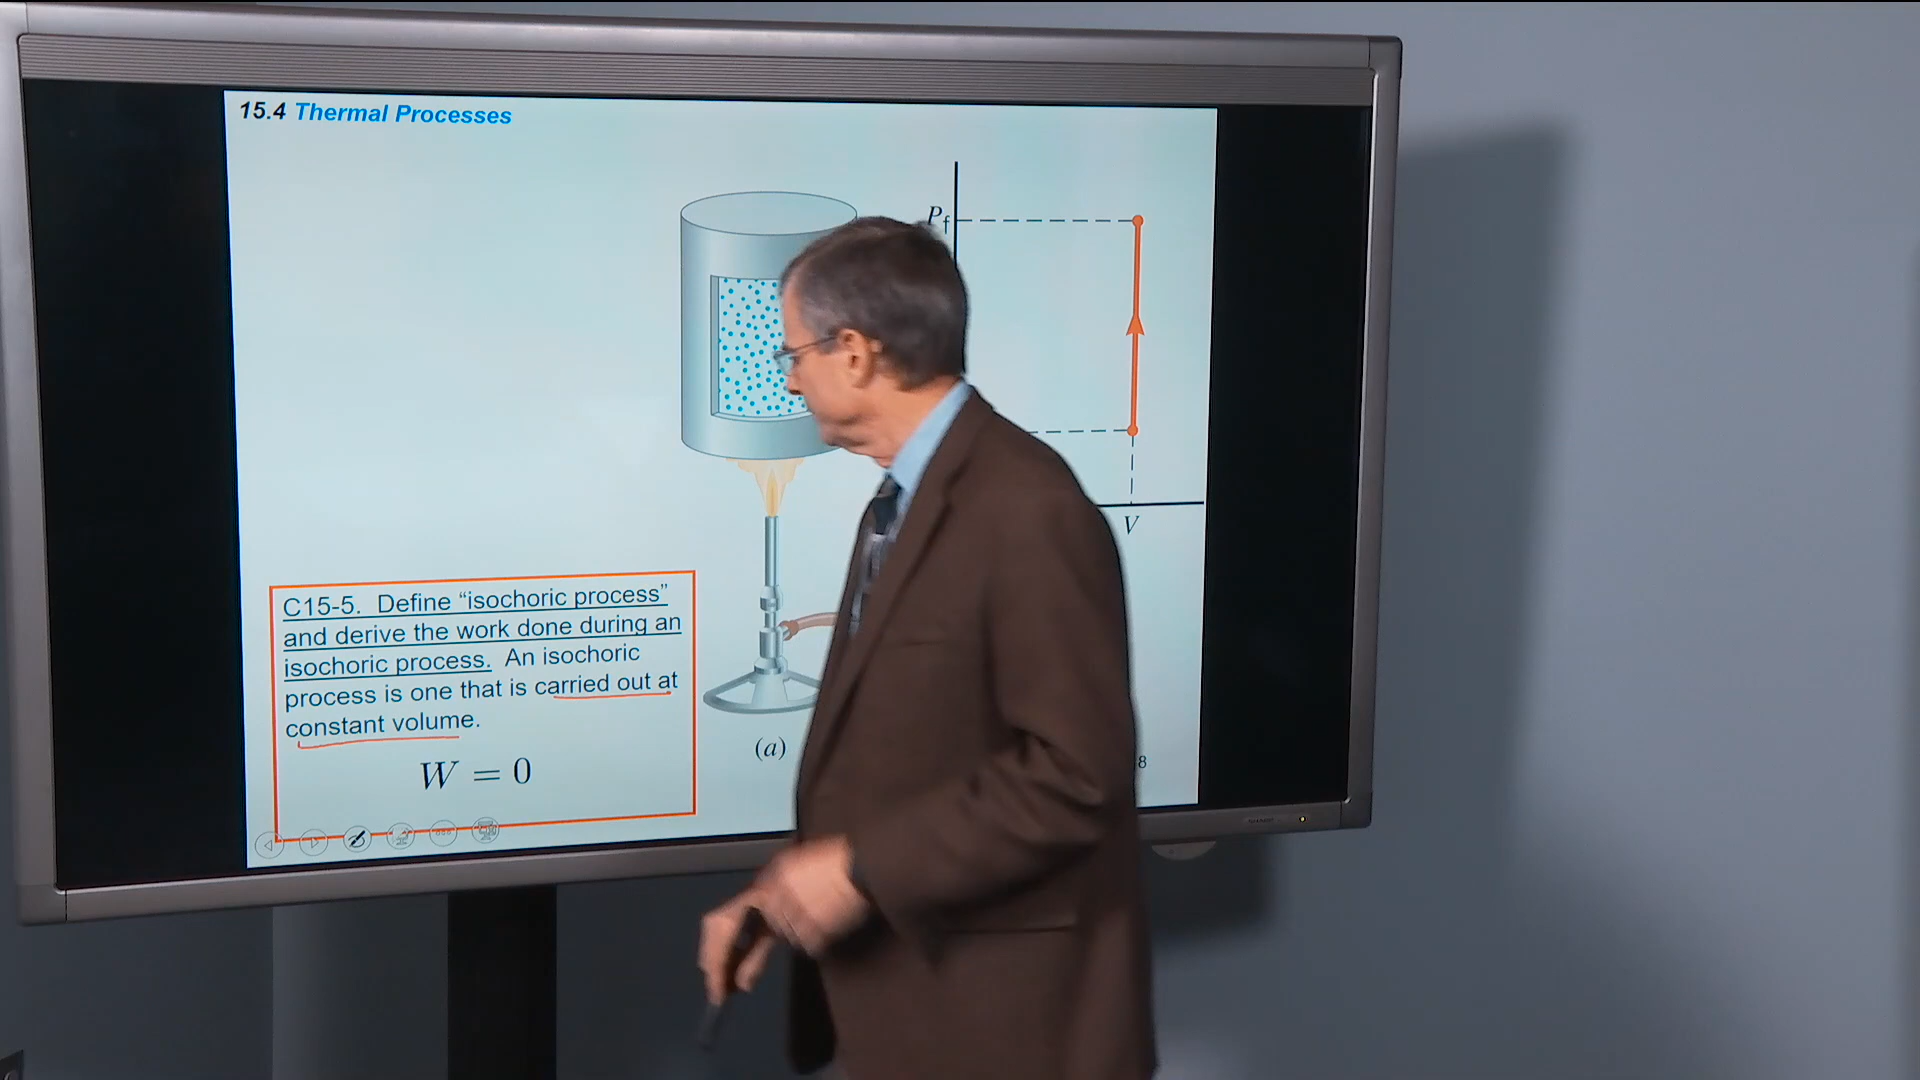 15.4 Thermal Processes
Pf
V
C15-5. Define “isochoric process”
and derive the work done during an
isochoric process. An isochoric
process is one that is carried out at
constant volume.
W = 0
(a)
8